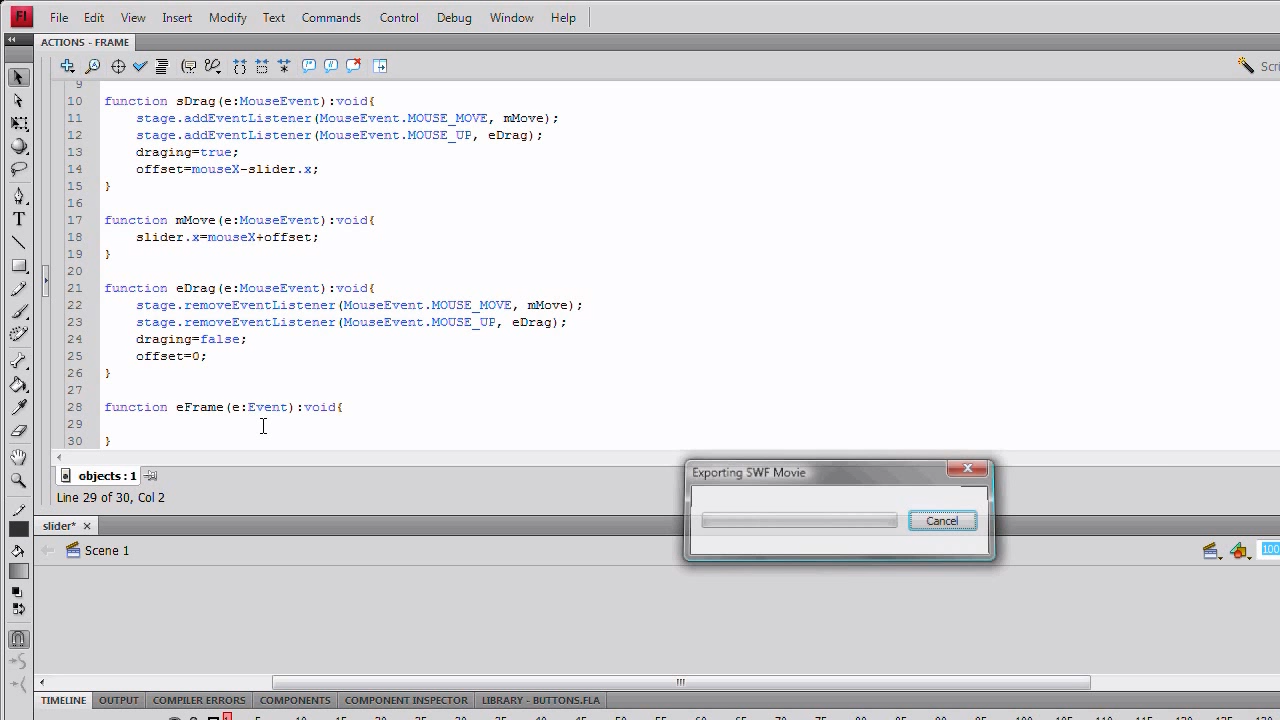 Fl File Edit View Insert Modify Text Commands Control Debug Window Help
ACTIONS - FRAME
Scri
9
10 function sDrag(e:MouseEvent):void{
11 stage.addEventListener(MouseEvent.MOUSE_MOVE, mMove);
12 stage.addEventListener(MouseEvent.MOUSE_UP, eDrag);
13 draging=true;
14 offset=mouseX-slider.x;
15 }
16
17 function mMove(e:MouseEvent):void{
18 slider.x=mouseX+offset;
19 }
20
21 function eDrag(e:MouseEvent):void{
22 stage.removeEventListener(MouseEvent.MOUSE_MOVE, mMove);
23 stage.removeEventListener(MouseEvent.MOUSE_UP, eDrag);
24 draging=false;
25 offset=0;
26 }
27
28 function eFrame(e:Event):void{
29
30 }
objects : 1
Line 29 of 30, Col 2
Exporting SWF Movie
Cancel
slider*
Scene 1
100
TIMELINE OUTPUT COMPILER ERRORS COMPONENTS COMPONENT INSPECTOR LIBRARY - BUTTONS.FLA